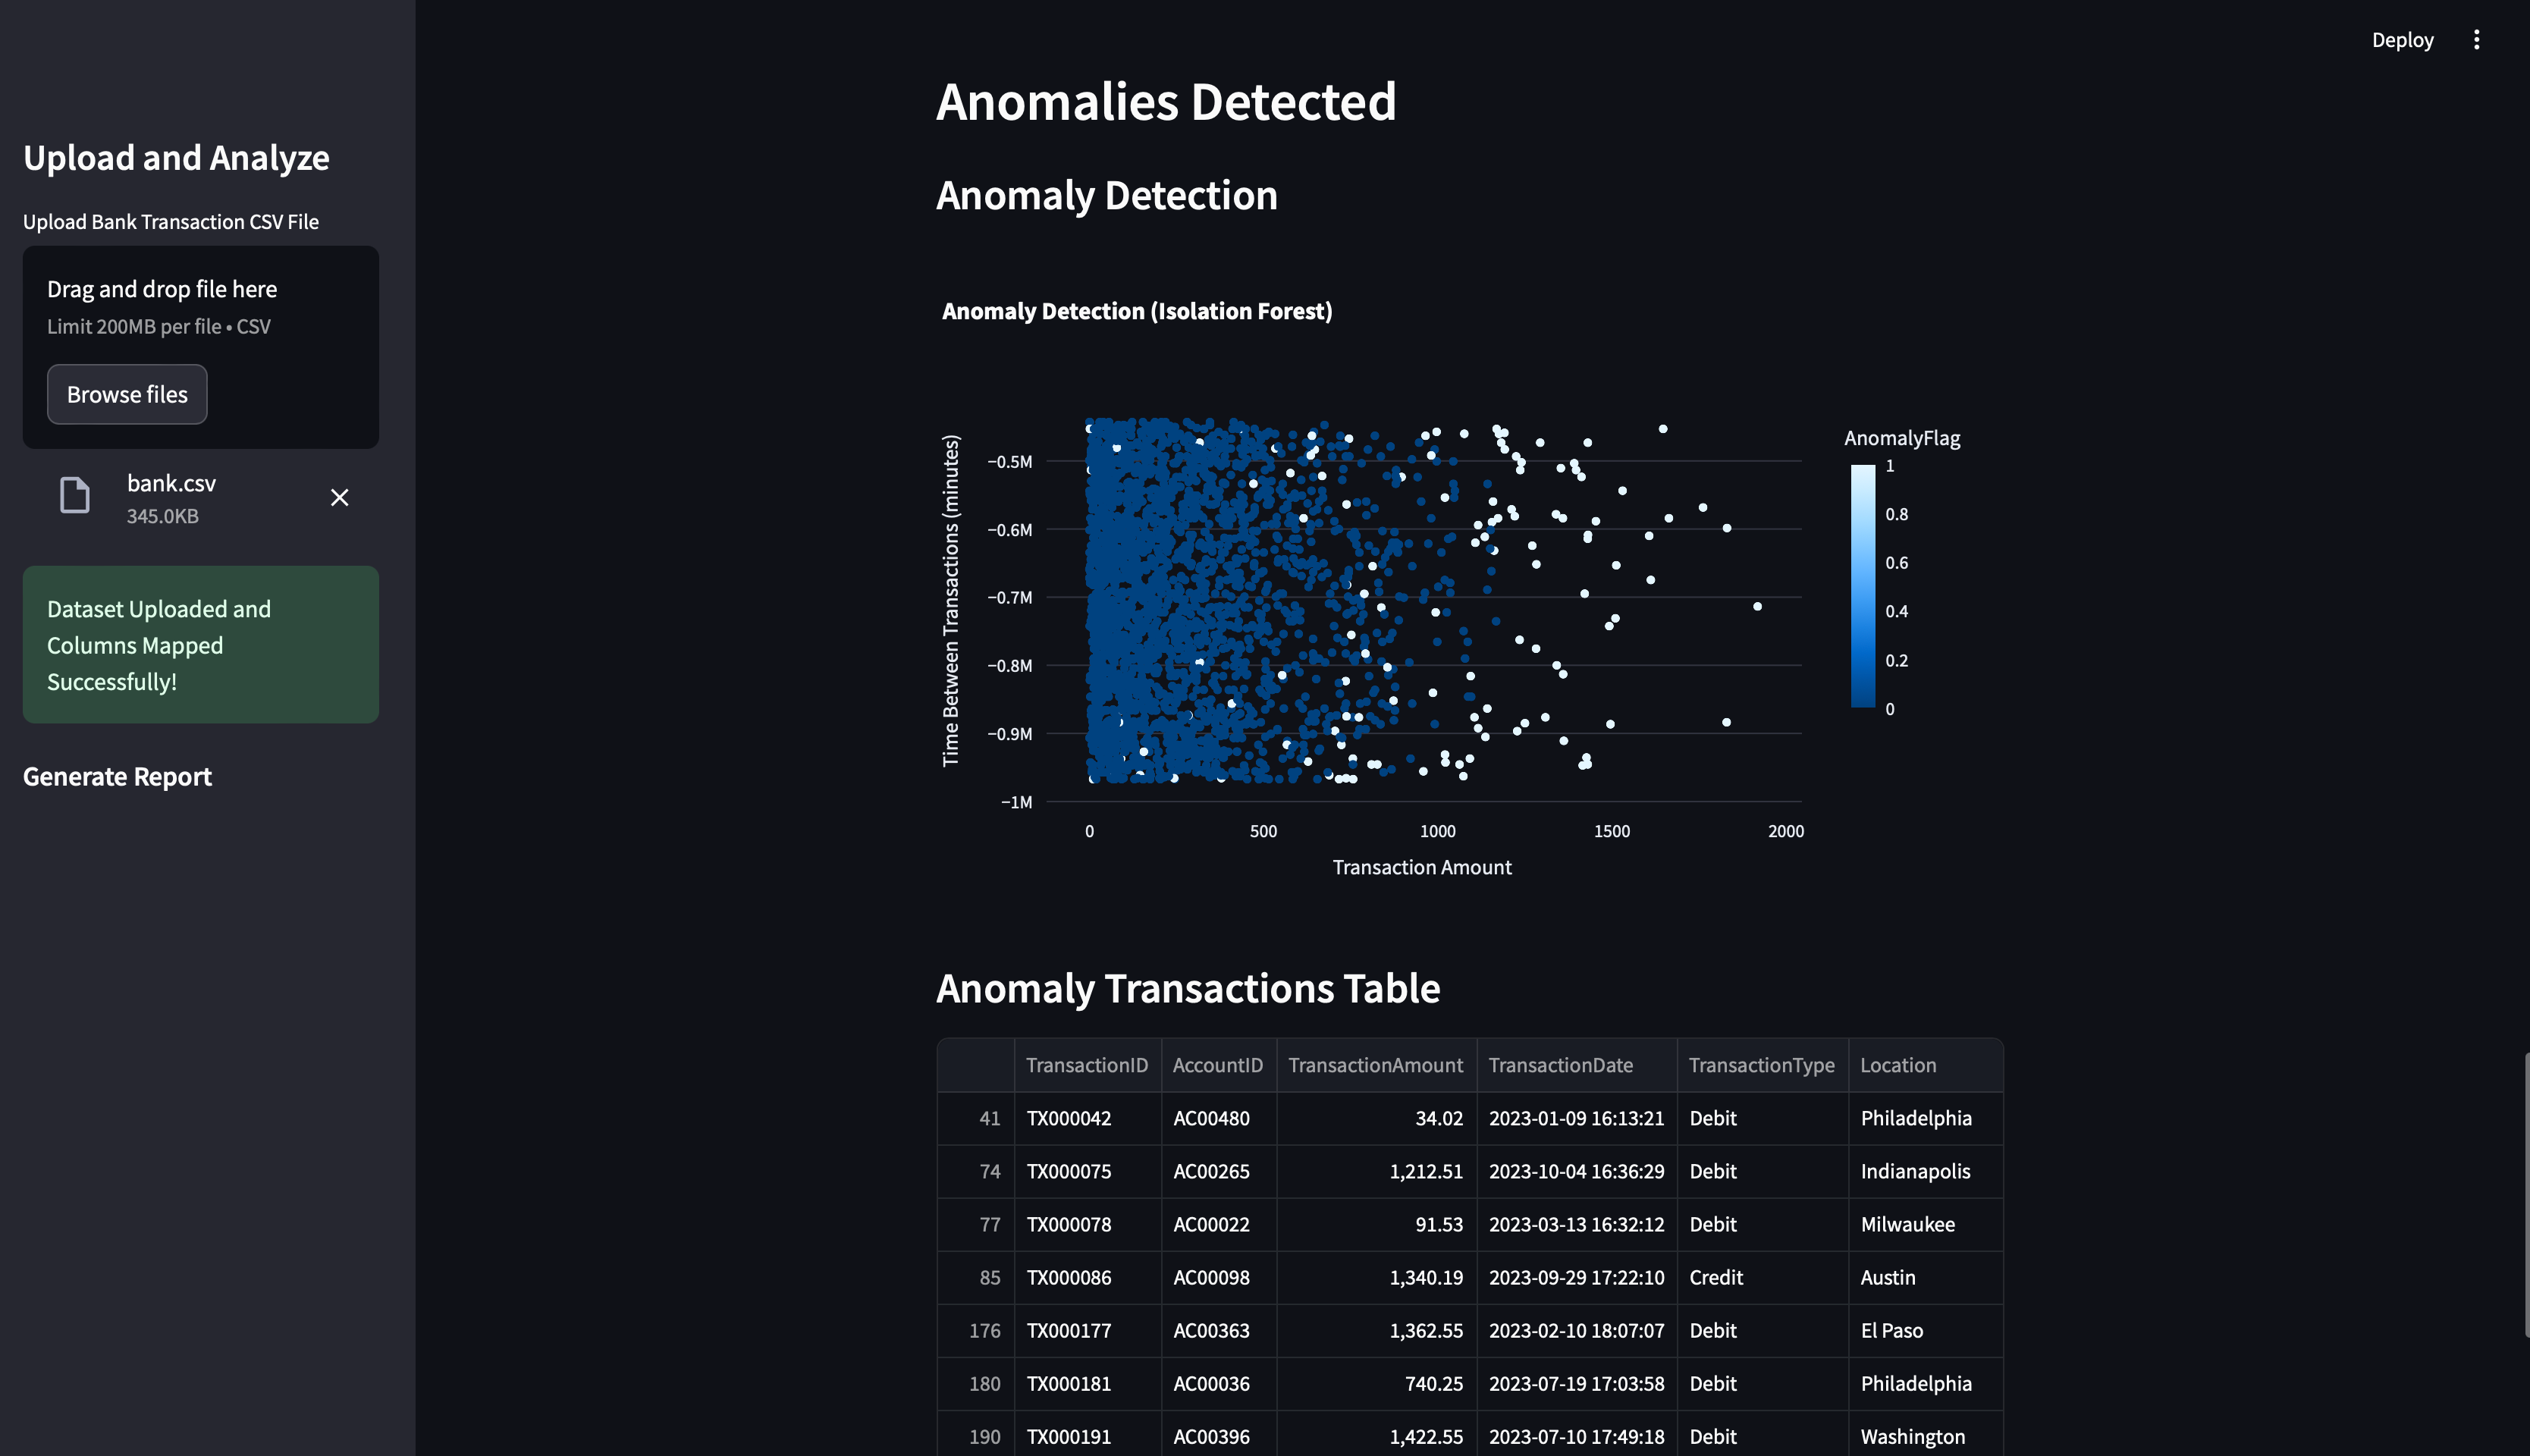 Deploy
Upload and Analyze
Upload Bank Transaction CSV File
Drag and drop file here
Limit 200MB per file • CSV
Browse files
bank.csv
345.0KB
Dataset Uploaded and
Columns Mapped
Successfully!
Generate Report
Anomalies Detected
Anomaly Detection
Anomaly Detection (Isolation Forest)
Time Between Transactions (minutes)
−0.5M
−0.6M
−0.7M
−0.8M
−0.9M
−1M
0 500 1000 1500 2000
Transaction Amount
AnomalyFlag
1
0.8
0.6
0.4
0.2
0
Anomaly Transactions Table
TransactionID AccountID TransactionAmount TransactionDate TransactionType Location
41 TX000042 AC00480 34.02 2023-01-09 16:13:21 Debit Philadelphia
74 TX000075 AC00265 1,212.51 2023-10-04 16:36:29 Debit Indianapolis
77 TX000078 AC00022 91.53 2023-03-13 16:32:12 Debit Milwaukee
85 TX000086 AC00098 1,340.19 2023-09-29 17:22:10 Credit Austin
176 TX000177 AC00363 1,362.55 2023-02-10 18:07:07 Debit El Paso
180 TX000181 AC00036 740.25 2023-07-19 17:03:58 Debit Philadelphia
190 TX000191 AC00396 1,422.55 2023-07-10 17:49:18 Debit Washington